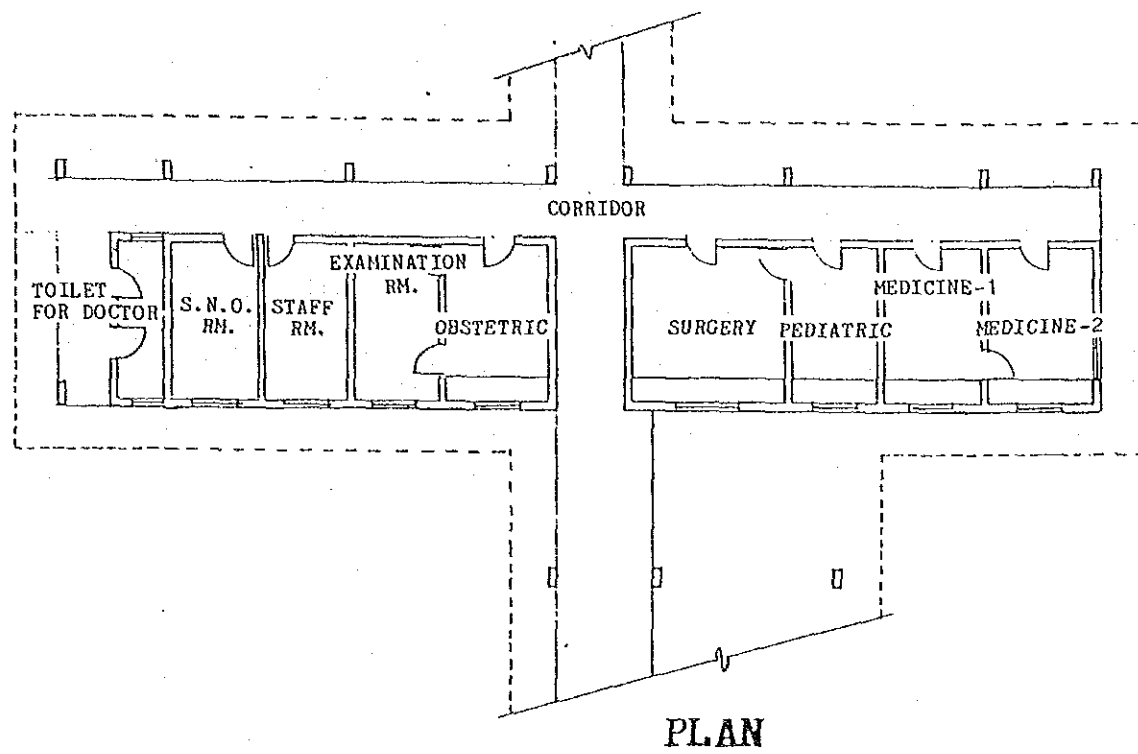 CORRIDOR
TOILET
FOR DOCTOR
S.N.O.
RM.
STAFF
RM.
EXAMINATION
RM.
OBSTETRIC
SURGERY
PEDIATRIC
MEDICINE-1
MEDICINE-2
PLAN